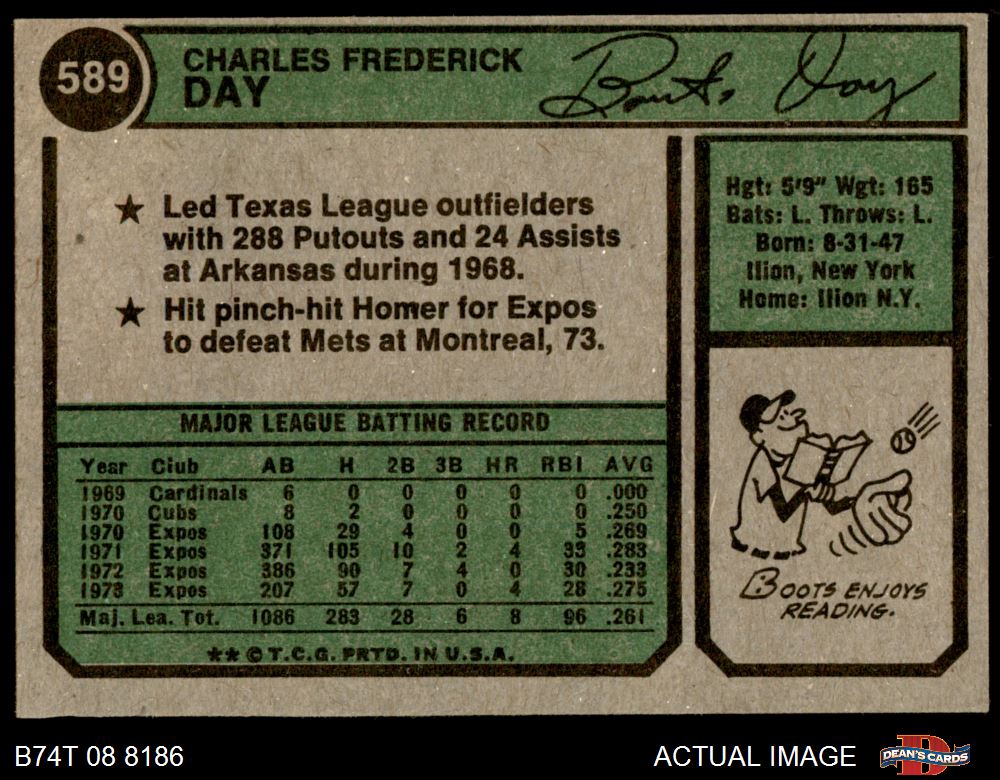 589
CHARLES FREDERICK
DAY
Boots Day
★ Led Texas League outfielders
with 288 Putouts and 24 Assists
at Arkansas during 1968.
★ Hit pinch-hit Homer for Expos
to defeat Mets at Montreal, 73.
Hgt: 5'9" Wgt: 165
Bats: L. Throws: L.
Born: 8-31-47
Ilion, New York
Home: Ilion N.Y.
MAJOR LEAGUE BATTING RECORD
Year Club AB H 2B 3B HR RBI AVG
1969 Cardinals 6 0 0 0 0 0 .000
1970 Cubs 8 2 0 0 0 0 .250
1970 Expos 108 29 4 0 0 5 .269
1971 Expos 371 105 10 2 4 33 .283
1972 Expos 386 90 7 4 0 30 .233
1973 Expos 207 57 7 0 4 28 .275
Maj. Lea. Tot. 1086 283 28 6 8 96 .261
**© T.C.G. PRTD. IN U.S.A.
BOOTS ENJOYS
READING.
B74T 08 8186
ACTUAL IMAGE
D
DEAN'S CARDS